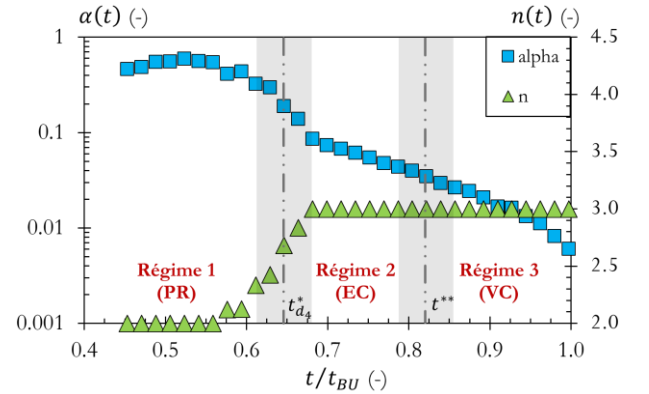 α(t) (-)
n(t) (-)
1
4.5
alpha
n
4.0
0.1
3.5
3.0
0.01
Régime 1
(PR)
Régime 2
(EC)
Régime 3
(VC)
2.5
t*d4
t**
0.001
2.0
0.4
0.5
0.6
0.7
0.8
0.9
1.0
t/tBU (-)